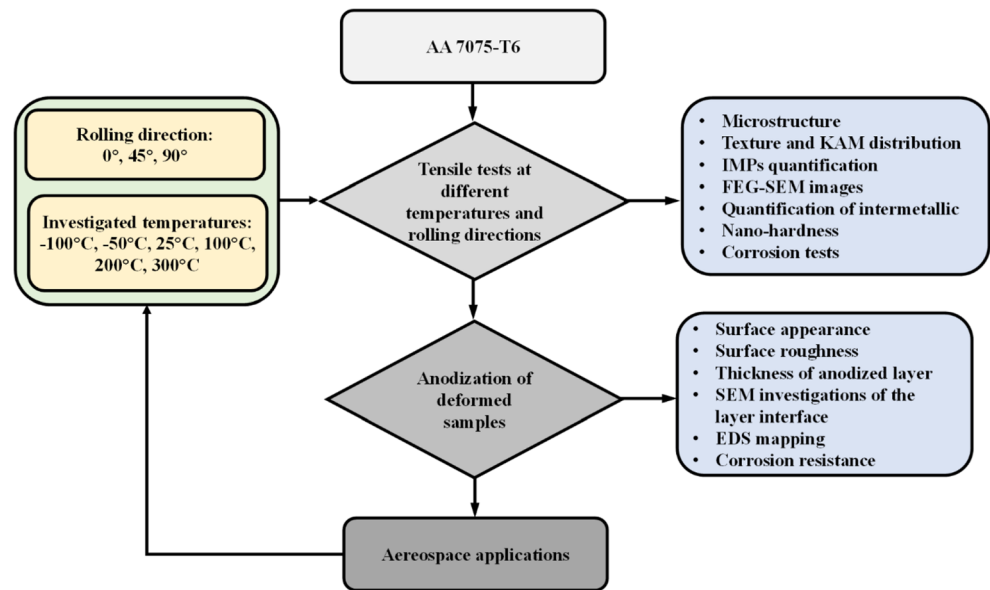 AA 7075-T6
Rolling direction:
0°, 45°, 90°
Investigated temperatures:
-100°C, -50°C, 25°C, 100°C,
200°C, 300°C
Tensile tests at
different
temperatures and
rolling directions
• Microstructure
• Texture and KAM distribution
• IMPs quantification
• FEG-SEM images
• Quantification of intermetallic
• Nano-hardness
• Corrosion tests
Anodization of
deformed
samples
• Surface appearance
• Surface roughness
• Thickness of anodized layer
• SEM investigations of the
layer interface
• EDS mapping
• Corrosion resistance
Aereospace applications